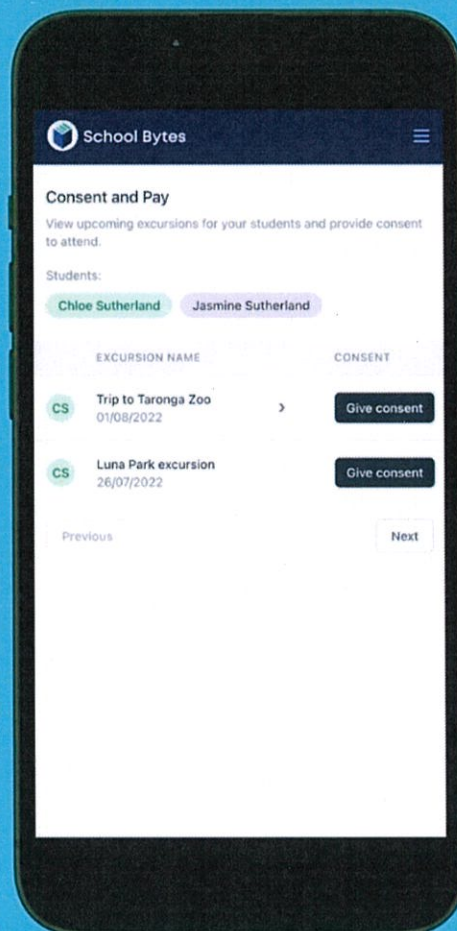 School Bytes
Consent and Pay
View upcoming excursions for your students and provide consent
to attend.
Students:
Chloe Sutherland Jasmine Sutherland
EXCURSION NAME CONSENT
CS Trip to Taronga Zoo > Give consent
01/08/2022
CS Luna Park excursion Give consent
26/07/2022
Previous Next